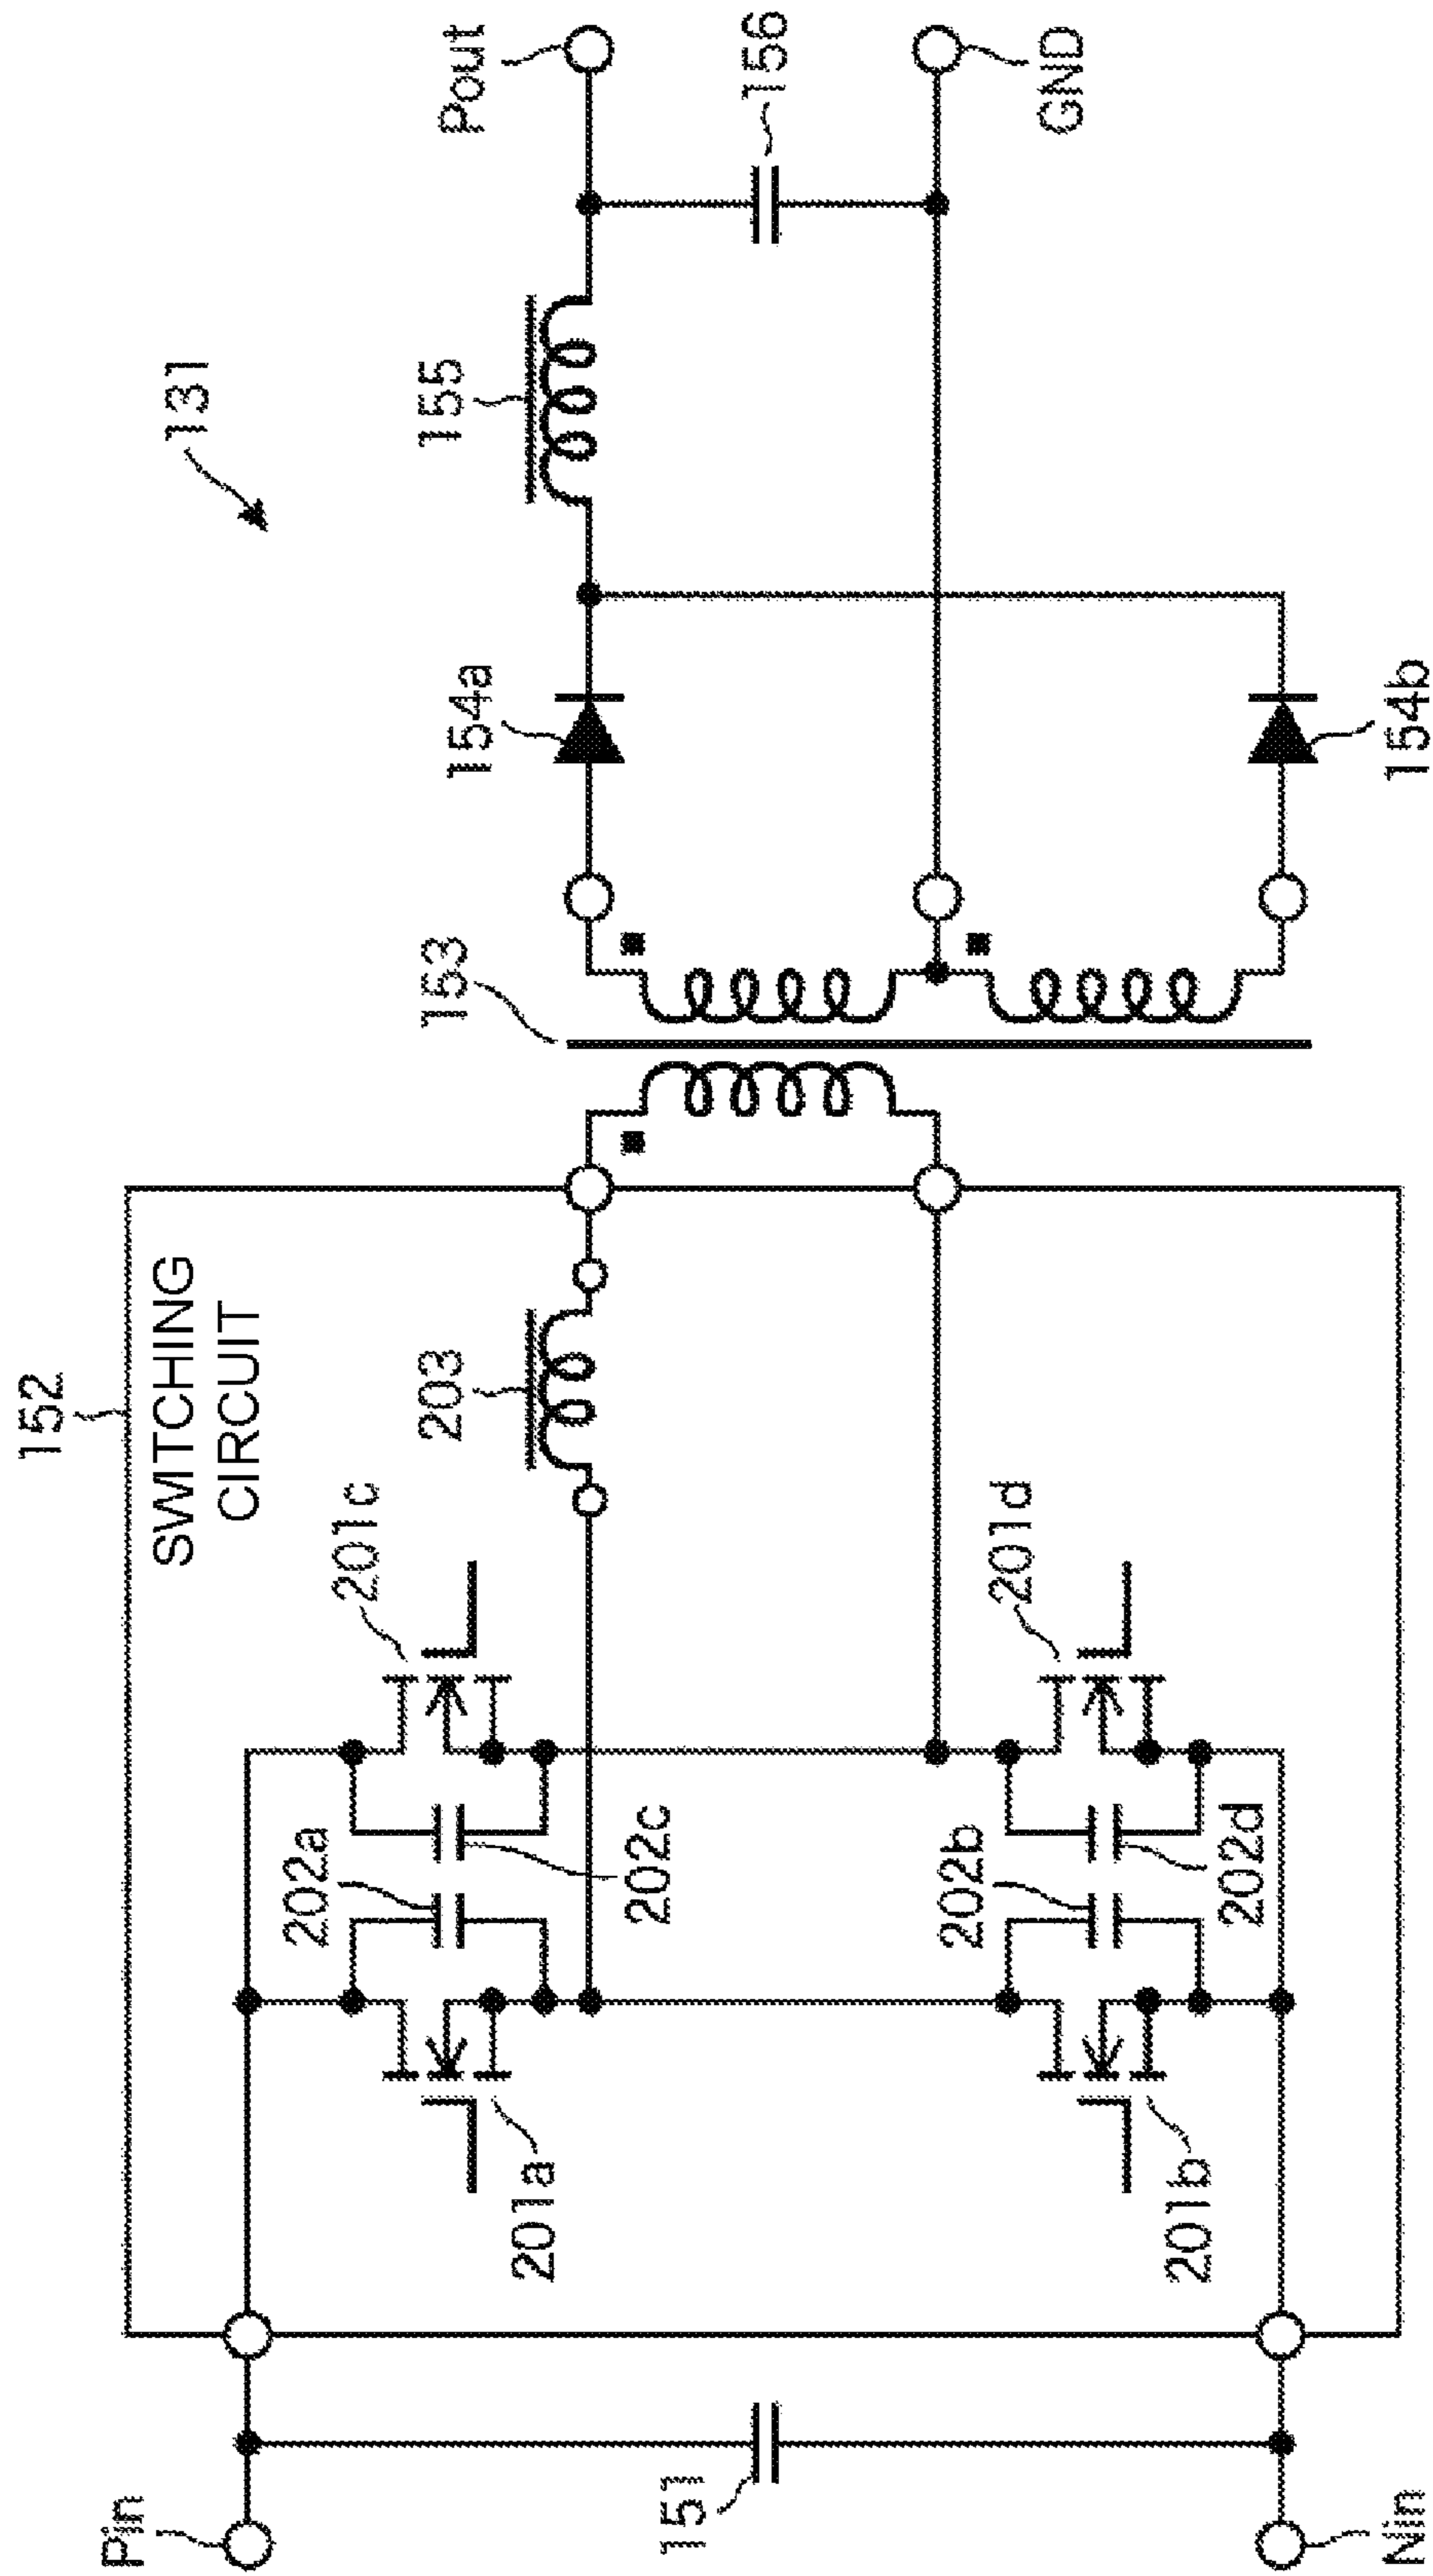 131
152
SWITCHING
CIRCUIT
Pin
151
Nin
201a
202a
202c
201c
203
201b
202b
202d
201d
153
154a
154b
155
156
Pout
GND